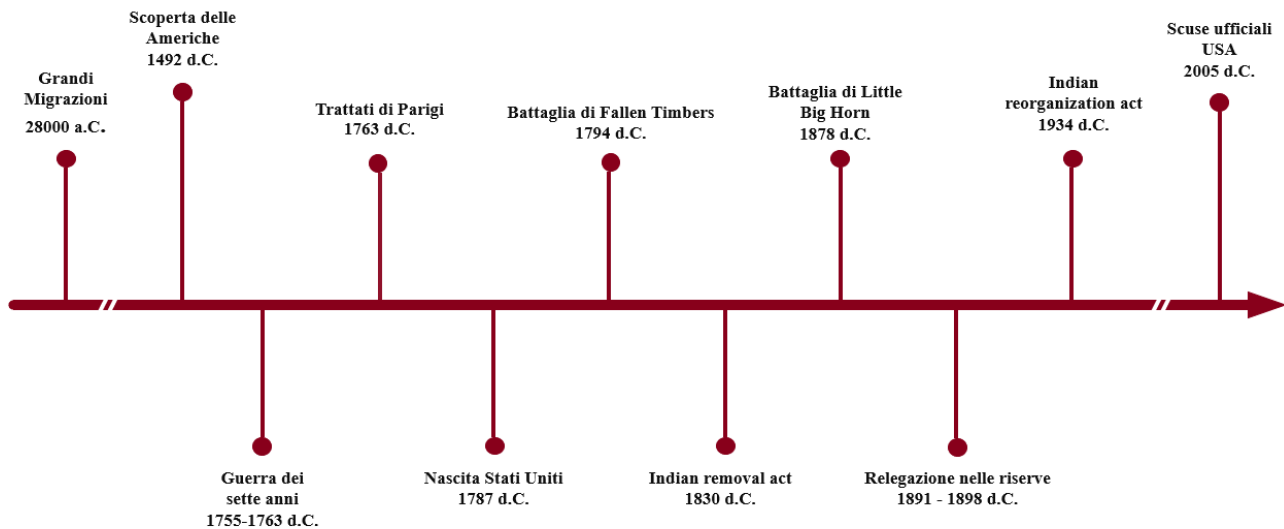 Grandi
Migrazioni
28000 a.C.
Scoperta delle
Americhe
1492 d.C.
Guerra dei
sette anni
1755-1763 d.C.
Trattati di Parigi
1763 d.C.
Nascita Stati Uniti
1787 d.C.
Battaglia di Fallen Timbers
1794 d.C.
Indian removal act
1830 d.C.
Battaglia di Little
Big Horn
1878 d.C.
Relegazione nelle riserve
1891 - 1898 d.C.
Indian
reorganization act
1934 d.C.
Scuse ufficiali
USA
2005 d.C.